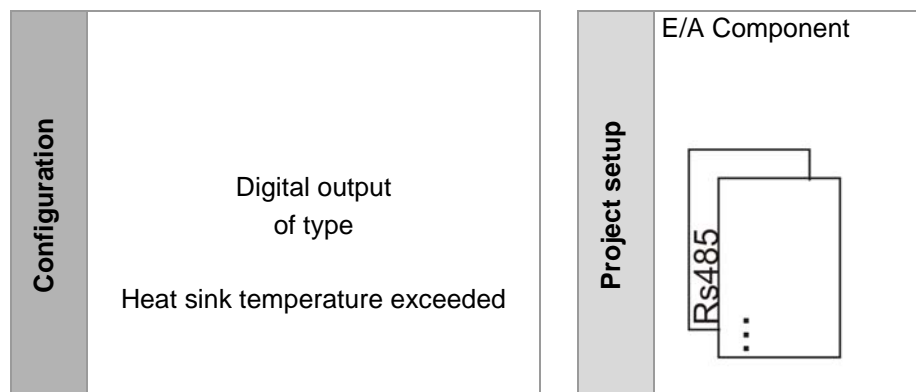 Configuration
Digital output
of type
Heat sink temperature exceeded
Project setup
E/A Component
Rs485
...